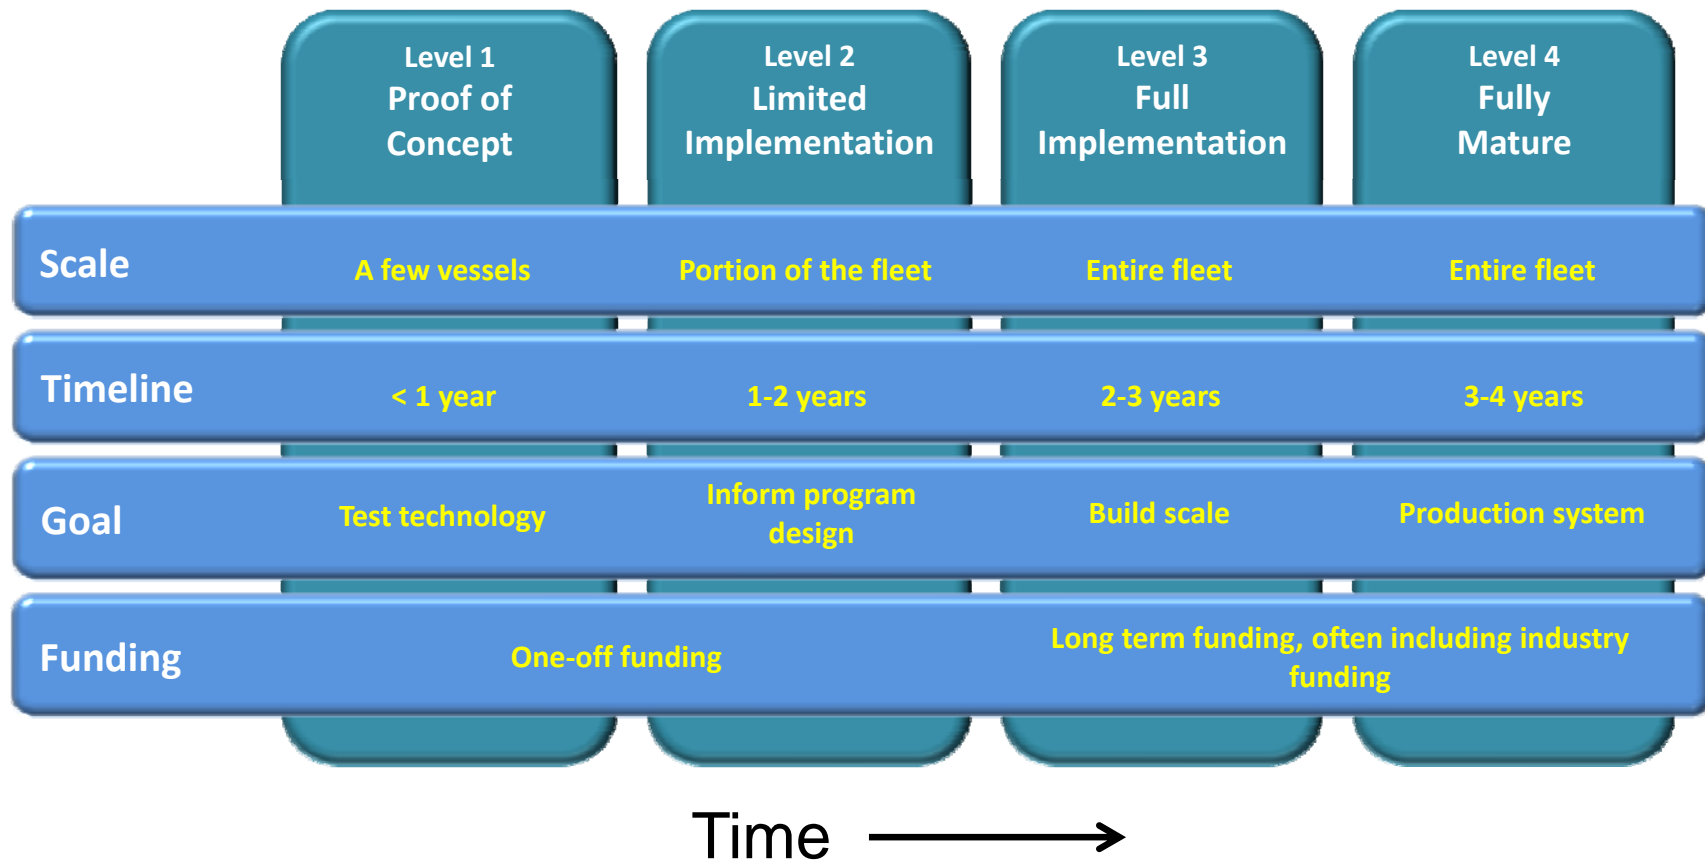 Level 1
Proof of
Concept
Level 2
Limited
Implementation
Level 3
Full
Implementation
Level 4
Fully
Mature
Scale
A few vessels
Portion of the fleet
Entire fleet
Entire fleet
Timeline
< 1 year
1-2 years
2-3 years
3-4 years
Goal
Test technology
Inform program
design
Build scale
Production system
Funding
One-off funding
Long term funding, often including industry
funding
Time